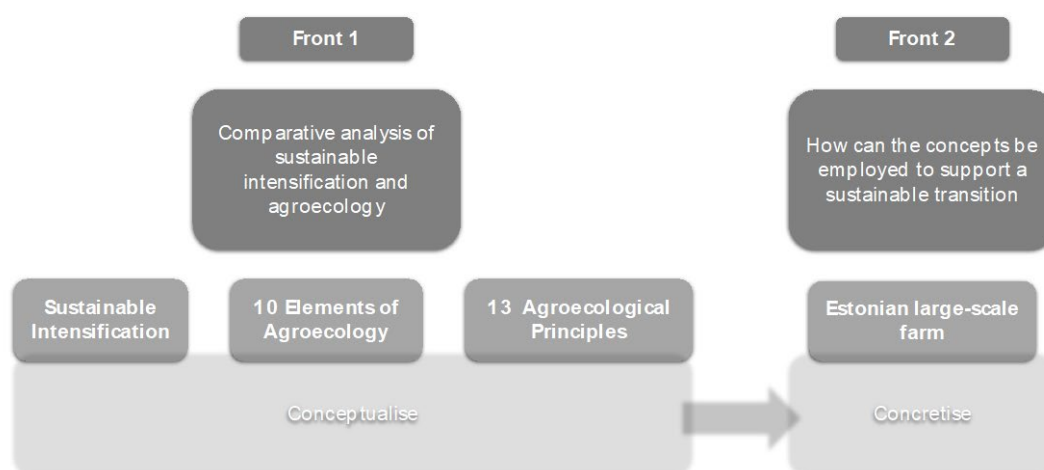 Front 1
Comparative analysis of
sustainable
intensification and
agroecology
Sustainable
Intensification
10 Elements of
Agroecology
13 Agroecological
Principles
Conceptualise
Front 2
How can the concepts be
employed to support a
sustainable transition
Estonian large-scale
farm
Concretise